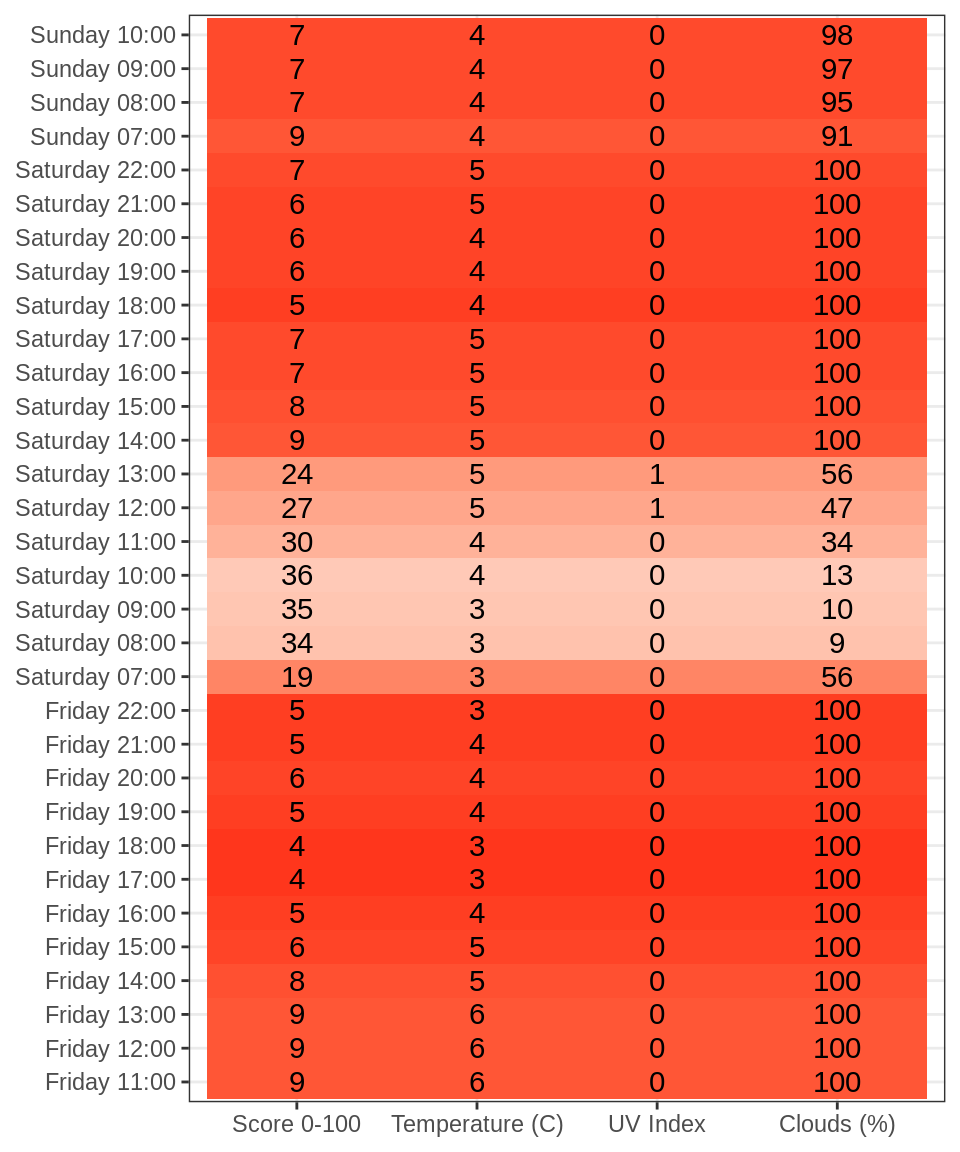 Sunday 10:00 7 4 0 98
Sunday 09:00 7 4 0 97
Sunday 08:00 7 4 0 95
Sunday 07:00 9 4 0 91
Saturday 22:00 7 5 0 100
Saturday 21:00 6 5 0 100
Saturday 20:00 6 4 0 100
Saturday 19:00 6 4 0 100
Saturday 18:00 5 4 0 100
Saturday 17:00 7 5 0 100
Saturday 16:00 7 5 0 100
Saturday 15:00 8 5 0 100
Saturday 14:00 9 5 0 100
Saturday 13:00 24 5 1 56
Saturday 12:00 27 5 1 47
Saturday 11:00 30 4 0 34
Saturday 10:00 36 4 0 13
Saturday 09:00 35 3 0 10
Saturday 08:00 34 3 0 9
Saturday 07:00 19 3 0 56
Friday 22:00 5 3 0 100
Friday 21:00 5 4 0 100
Friday 20:00 6 4 0 100
Friday 19:00 5 4 0 100
Friday 18:00 4 3 0 100
Friday 17:00 4 3 0 100
Friday 16:00 5 4 0 100
Friday 15:00 6 5 0 100
Friday 14:00 8 5 0 100
Friday 13:00 9 6 0 100
Friday 12:00 9 6 0 100
Friday 11:00 9 6 0 100
Score 0-100 Temperature (C) UV Index Clouds (%)